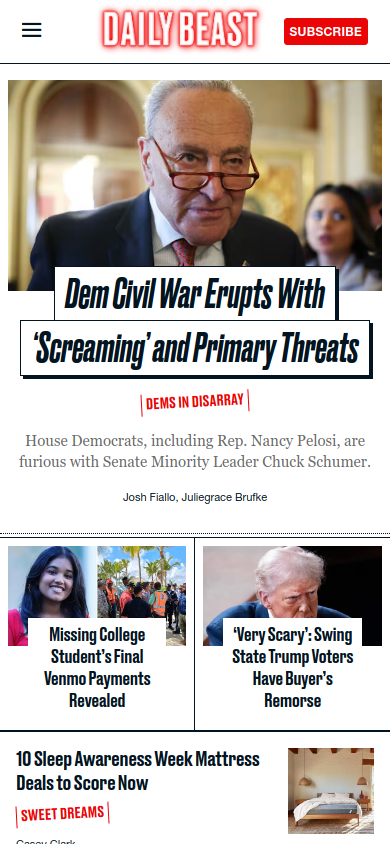 DAILY BEAST
SUBSCRIBE
Dem Civil War Erupts With
‘Screaming’ and Primary Threats
DEMS IN DISARRAY
House Democrats, including Rep. Nancy Pelosi, are
furious with Senate Minority Leader Chuck Schumer.
Josh Fiallo, Juliegrace Brufke
Missing College
Student’s Final
Venmo Payments
Revealed
‘Very Scary’: Swing
State Trump Voters
Have Buyer’s
Remorse
10 Sleep Awareness Week Mattress
Deals to Score Now
SWEET DREAMS
Casey Clark